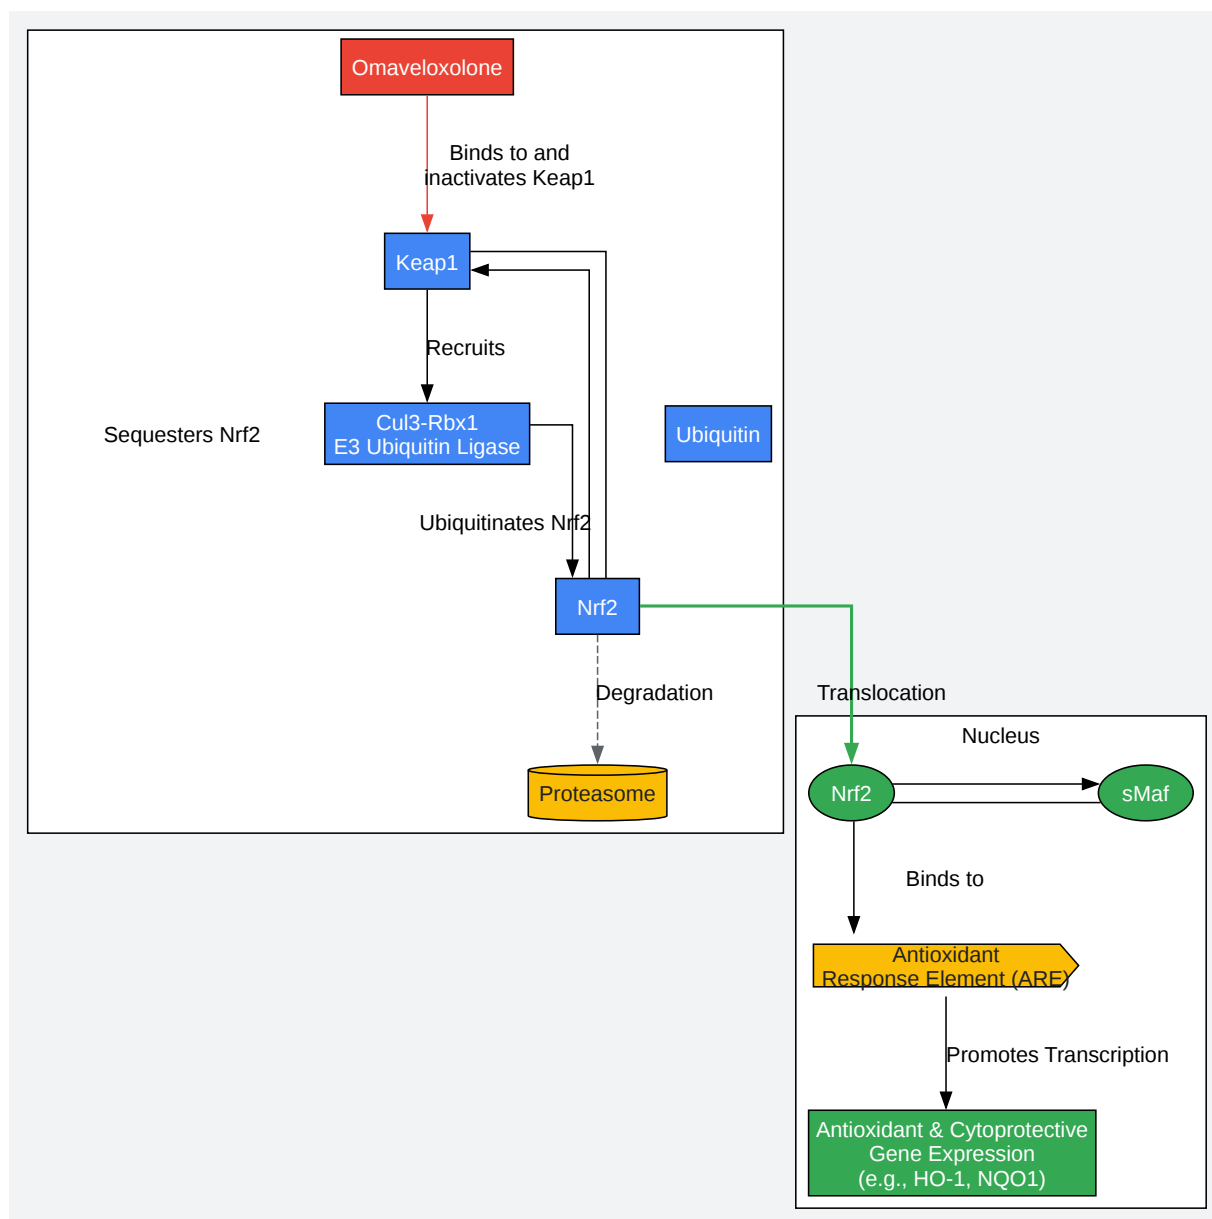 Omaveloxolone
Binds to and
inactivates Keap1
Keap1
Recruits
Sequesters Nrf2
Cul3-Rbx1
E3 Ubiquitin Ligase
Ubiquitin
Ubiquitinates Nrf2
Nrf2
Degradation
Proteasome
Translocation
Nucleus
Nrf2
sMaf
Binds to
Antioxidant
Response Element (ARE)
Promotes Transcription
Antioxidant & Cytoprotective
Gene Expression
(e.g., HO-1, NQO1)